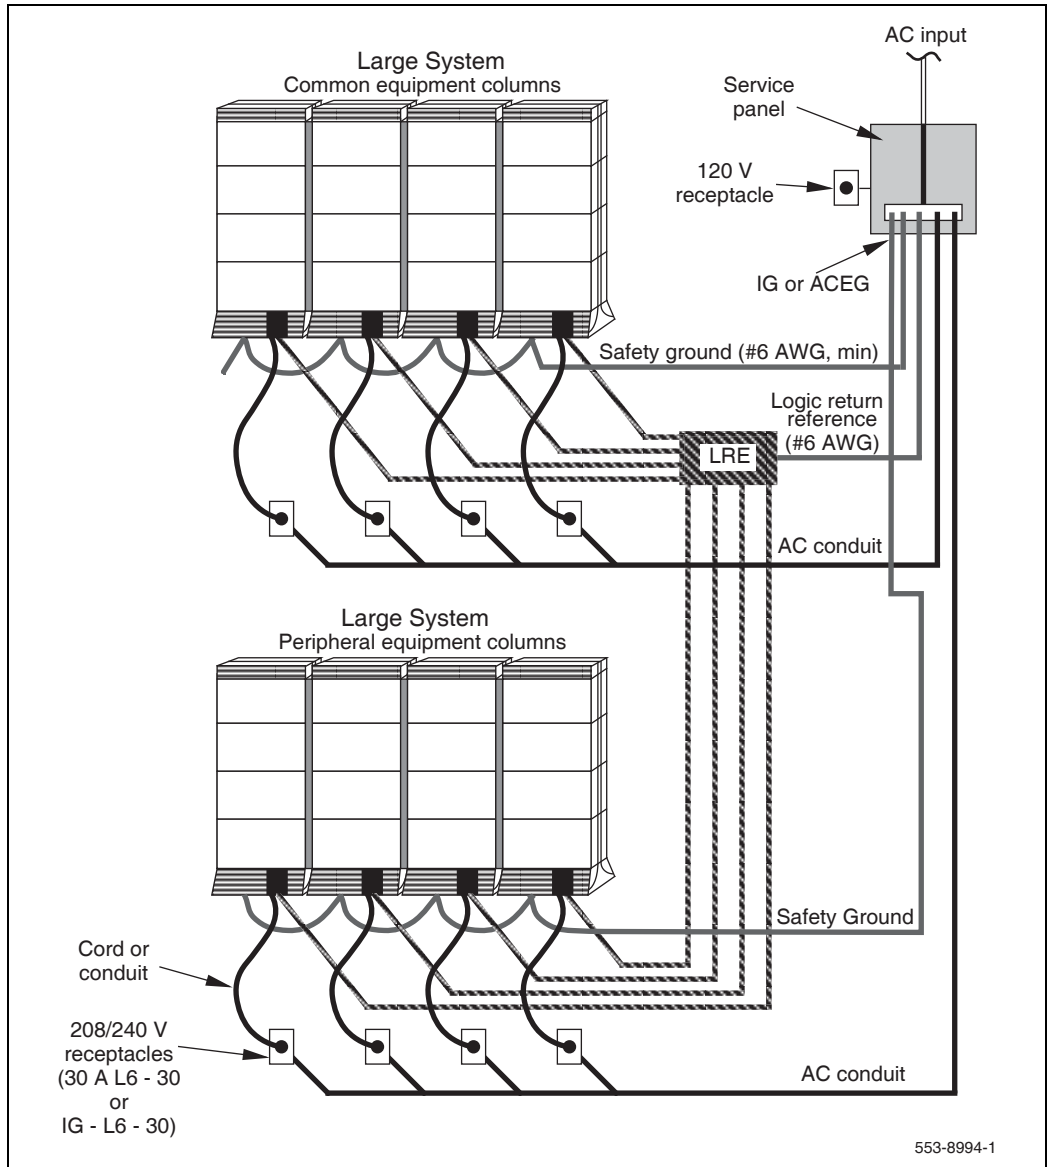 AC input
Large System
Common equipment columns
Service
panel
120 V
receptacle
IG or ACEG
Safety ground (#6 AWG, min)
Logic return
reference
(#6 AWG)
LRE
AC conduit
Large System
Peripheral equipment columns
Safety Ground
Cord or
conduit
208/240 V
receptacles
(30 A L6 - 30
or
IG - L6 - 30)
AC conduit
553-8994-1